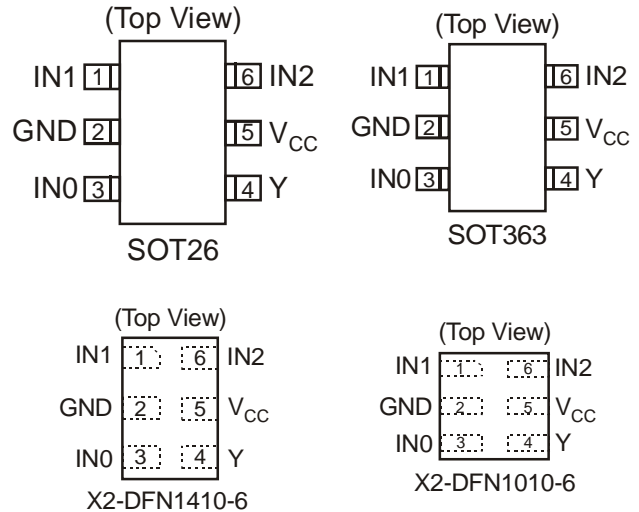 (Top View)
IN1 1 6 IN2
GND 2 5 VCC
IN0 3 4 Y
SOT26
(Top View)
IN1 1 6 IN2
GND 2 5 VCC
IN0 3 4 Y
SOT363
(Top View)
IN1 1 6 IN2
GND 2 5 VCC
IN0 3 4 Y
X2-DFN1410-6
(Top View)
IN1 1 6 IN2
GND 2 5 VCC
IN0 3 4 Y
X2-DFN1010-6